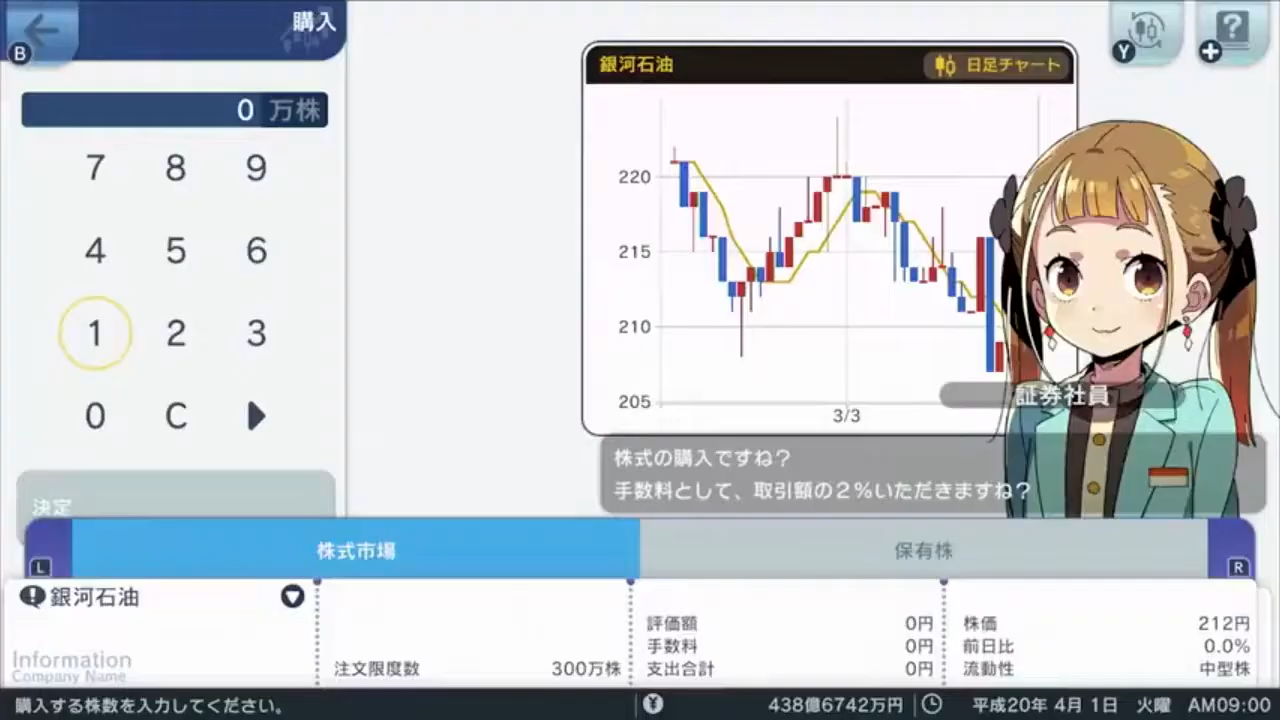 B
購入
Y
+
?
0 万株
7 8 9
4 5 6
1 2 3
0 C
決定
銀河石油
日足チャート
220
215
210
205
3/3
証券社員
株式の購入ですね？
手数料として、取引額の２％いただきますね？
L
株式市場
保有株
R
銀河石油
Information
Company Name
注文限度数 300万株
評価額 0円
手数料 0円
支出合計 0円
株価 212円
前日比 0.0%
流動性 中型株
購入する株数を入力してください。
¥ 438億6742万円
平成20年 4月 1日 火曜 AM09:00